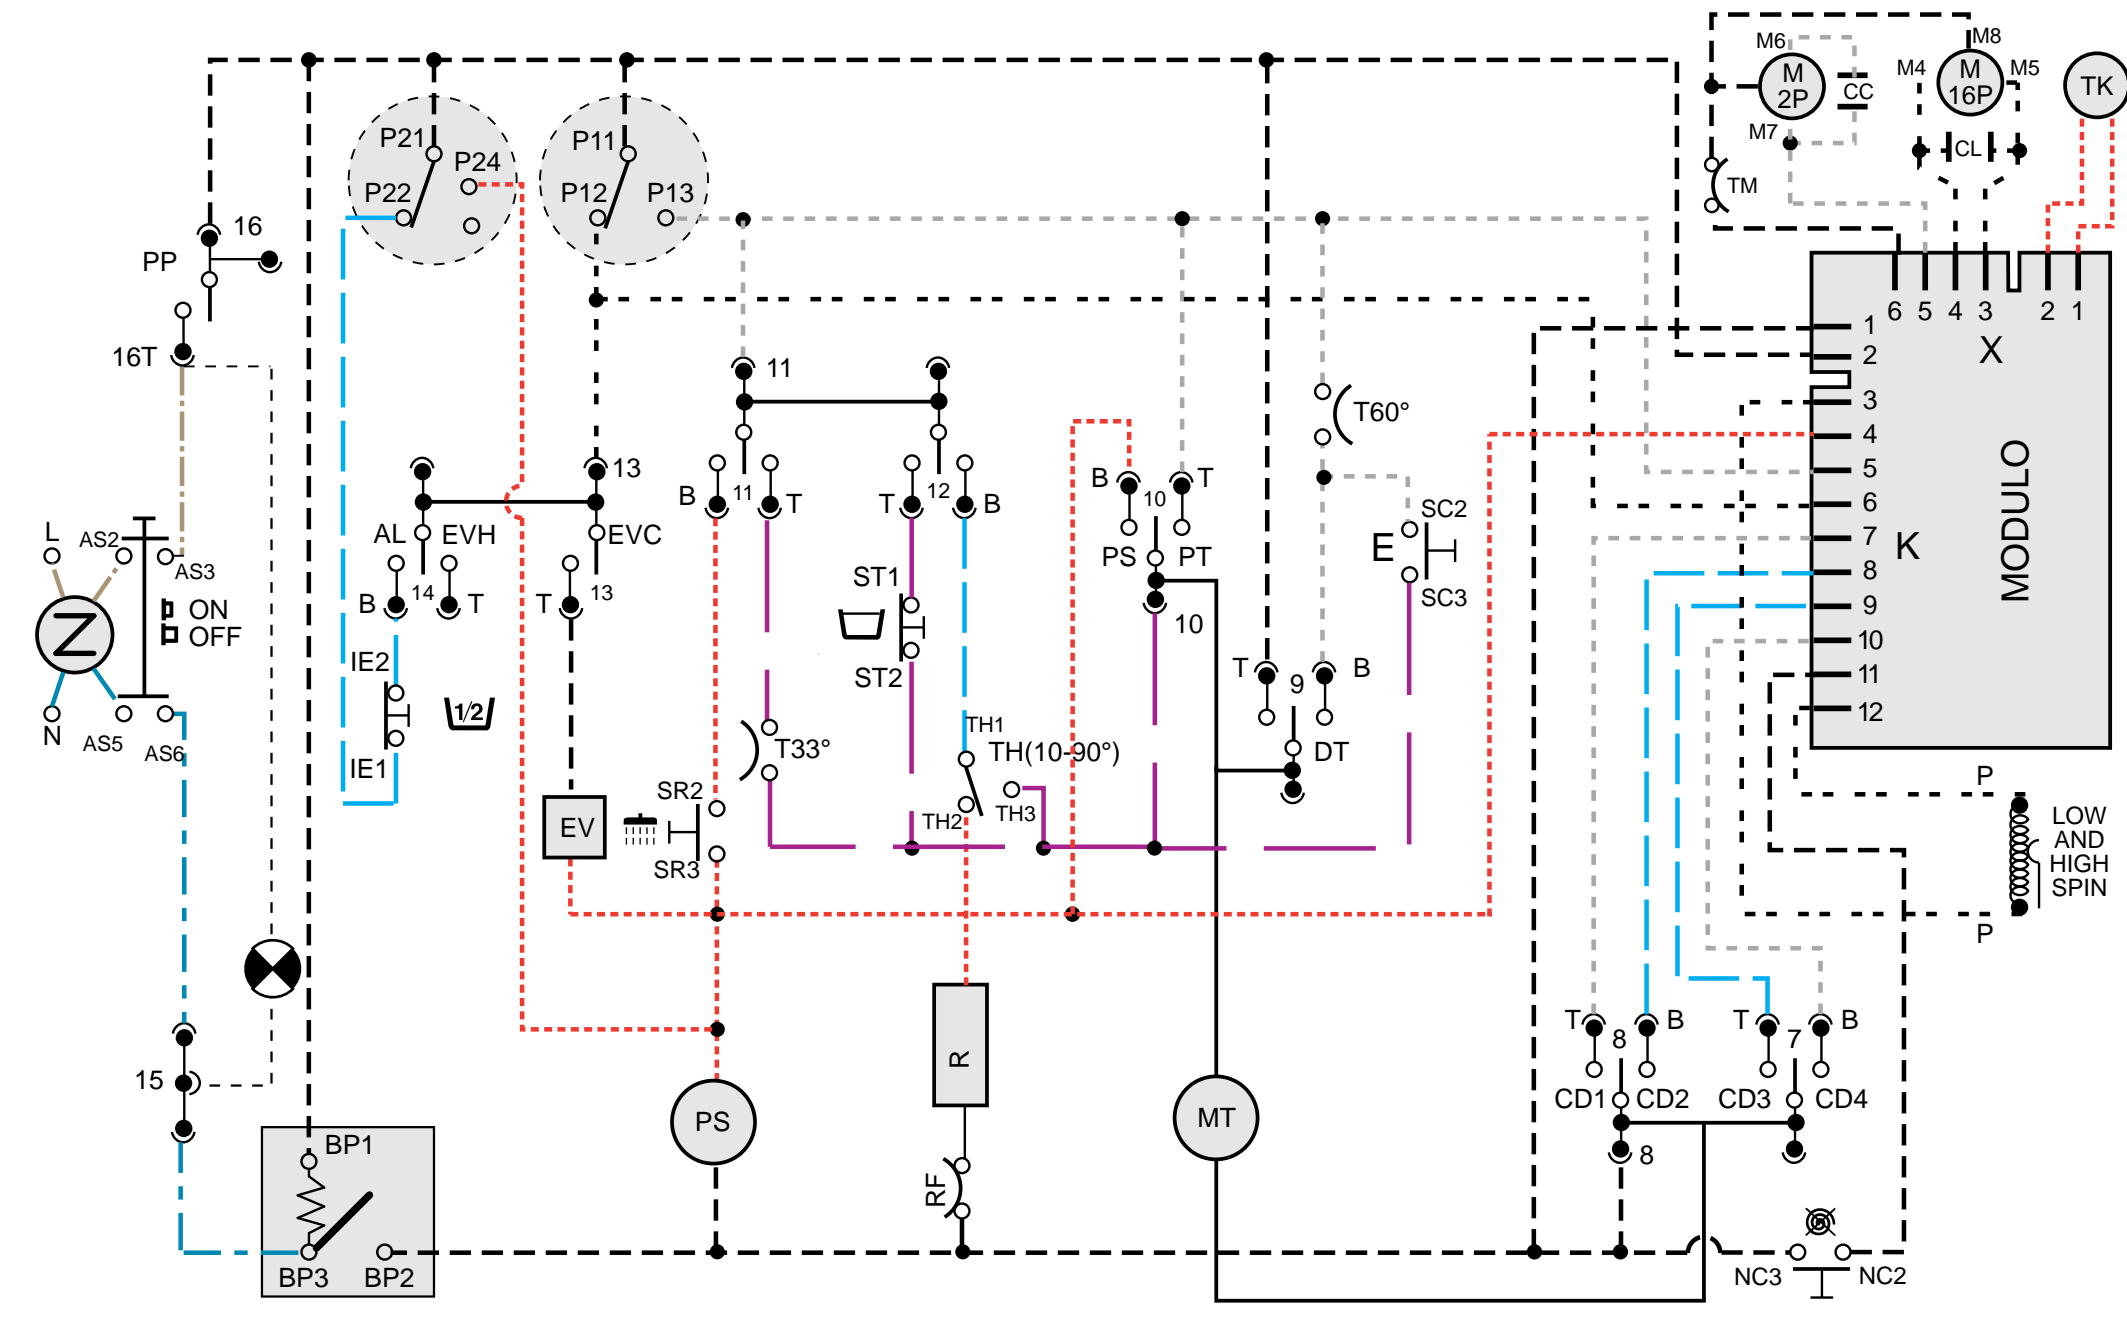 M6
M8
M
2P
CC
M4
M
16P
M5
TK
M7
CL
TM
P21
P24
P22
P11
P12
P13
16
PP
16T
6 5 4 3 2 1
X
1
2
3
4
5
6
7
8
9
10
11
12
K
MODULO
11
T60°
13
B 11 T
T 12 B
B 10 T
PS PT
10
SC2
E
SC3
L
AS2
AS3
ON
OFF
N
AS5
AS6
AL EVH
EVC
B 14 T
T 13
IE2
1/2
IE1
ST1
ST2
T 9 B
DT
TH1
TH(10-90°)
TH2
TH3
T33°
SR2
SR3
EV
P
LOW
AND
HIGH
SPIN
P
R
RF
15
PS
MT
T 8 B
T 7 B
CD1 CD2
CD3 CD4
8
BP1
BP3
BP2
NC3
NC2